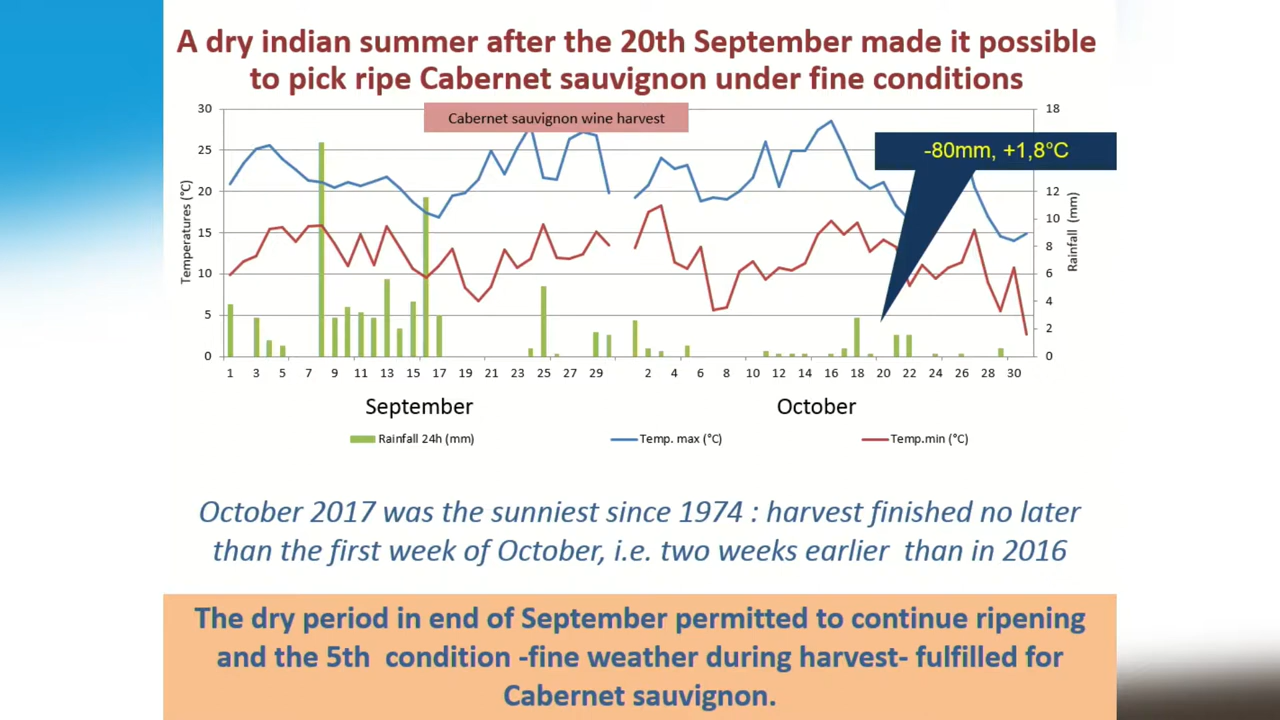 A dry indian summer after the 20th September made it possible
to pick ripe Cabernet sauvignon under fine conditions
30
25
20
15
10
5
0
Temperatures (°C)
Cabernet sauvignon wine harvest
-80mm, +1,8°C
18
12
10
8
6
4
2
0
Rainfall (mm)
1 3 5 7 9 11 13 15 17 19 21 23 25 27 29 2 4 6 8 10 12 14 16 18 20 22 24 26 28 30
September October
Rainfall 24h (mm) Temp. max (°C) Temp.min (°C)
October 2017 was the sunniest since 1974 : harvest finished no later
than the first week of October, i.e. two weeks earlier than in 2016
The dry period in end of September permitted to continue ripening
and the 5th condition -fine weather during harvest- fulfilled for
Cabernet sauvignon.